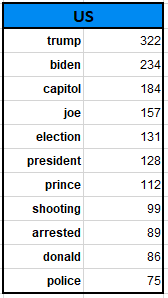 US
trump 322
biden 234
capitol 184
joe 157
election 131
president 128
prince 112
shooting 99
arrested 89
donald 86
police 75